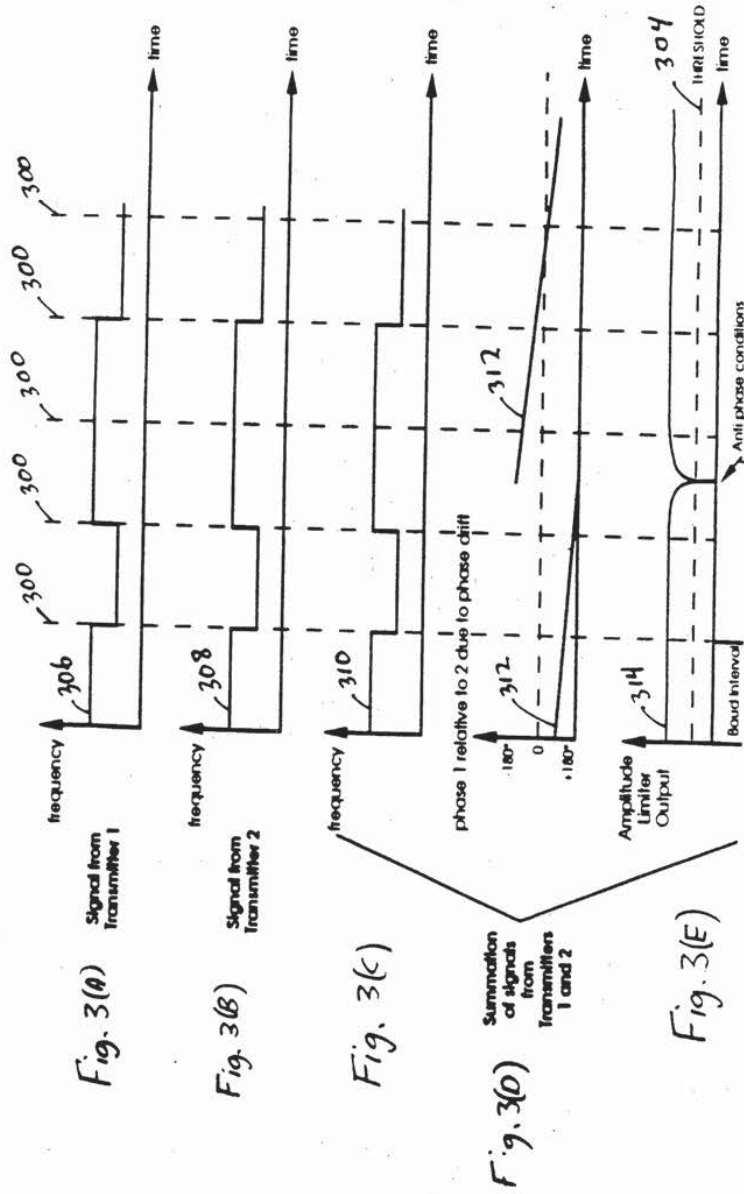 300
300
300
300
300
Fig. 3(A)
Signal from
Transmitter 1
frequency
306
time
Fig. 3(B)
Signal from
Transmitter 2
frequency
308
time
Fig. 3(C)
frequency
310
time
Summation
of signals
from
Transmitters
1 and 2
Fig. 3(D)
phase 1 relative to 2 due to phase drift
-180°
0
+180°
312
312
time
Fig. 3(E)
Amplitude
Limiter
Output
314
THRESHOLD
304
time
Baud Interval
Anti phase conditions